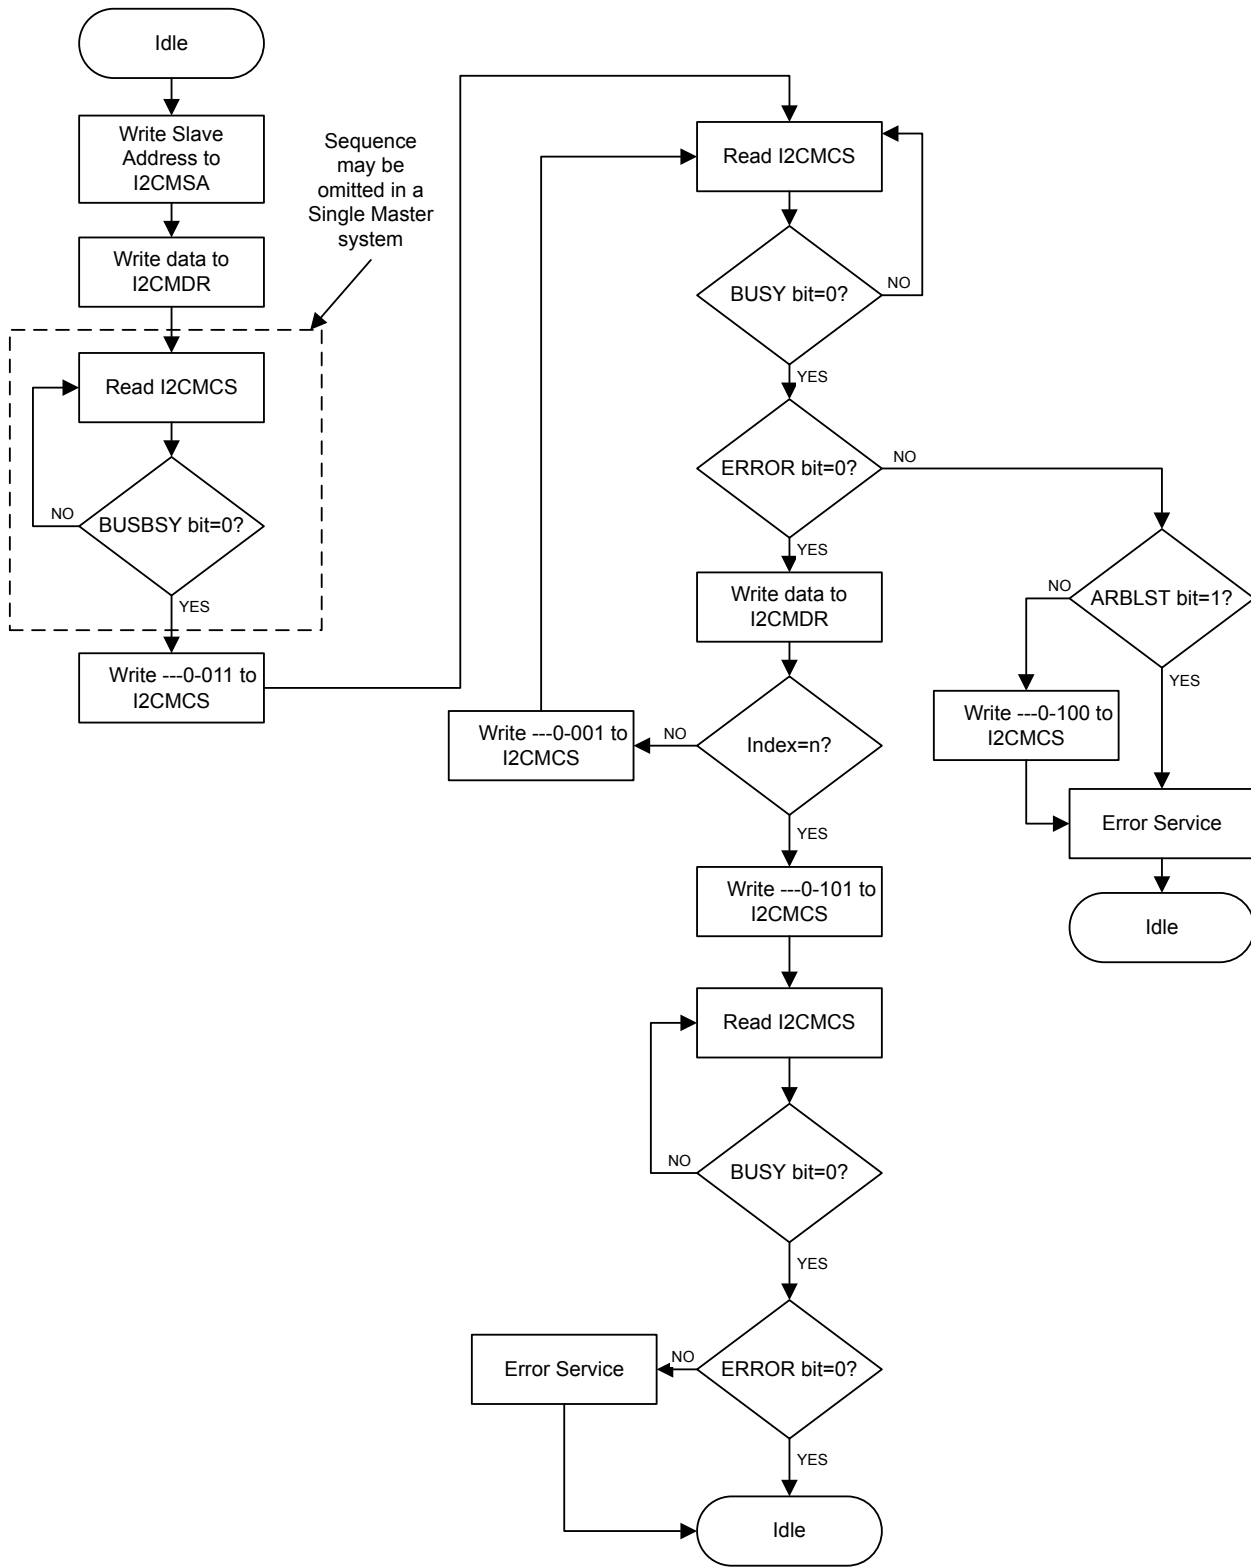 Idle
Write Slave
Address to
I2CMSA
Write data to
I2CMDR
Sequence
may be
omitted in a
Single Master
system
Read I2CMCS
BUSBSY bit=0?
NO
YES
Write ---0-011 to
I2CMCS
Read I2CMCS
BUSY bit=0?
NO
YES
ERROR bit=0?
NO
YES
Write data to
I2CMDR
Index=n?
NO
Write ---0-001 to
I2CMCS
YES
ARBLST bit=1?
NO
YES
Write ---0-100 to
I2CMCS
Error Service
Idle
Write ---0-101 to
I2CMCS
Read I2CMCS
BUSY bit=0?
NO
YES
ERROR bit=0?
NO
Error Service
YES
Idle